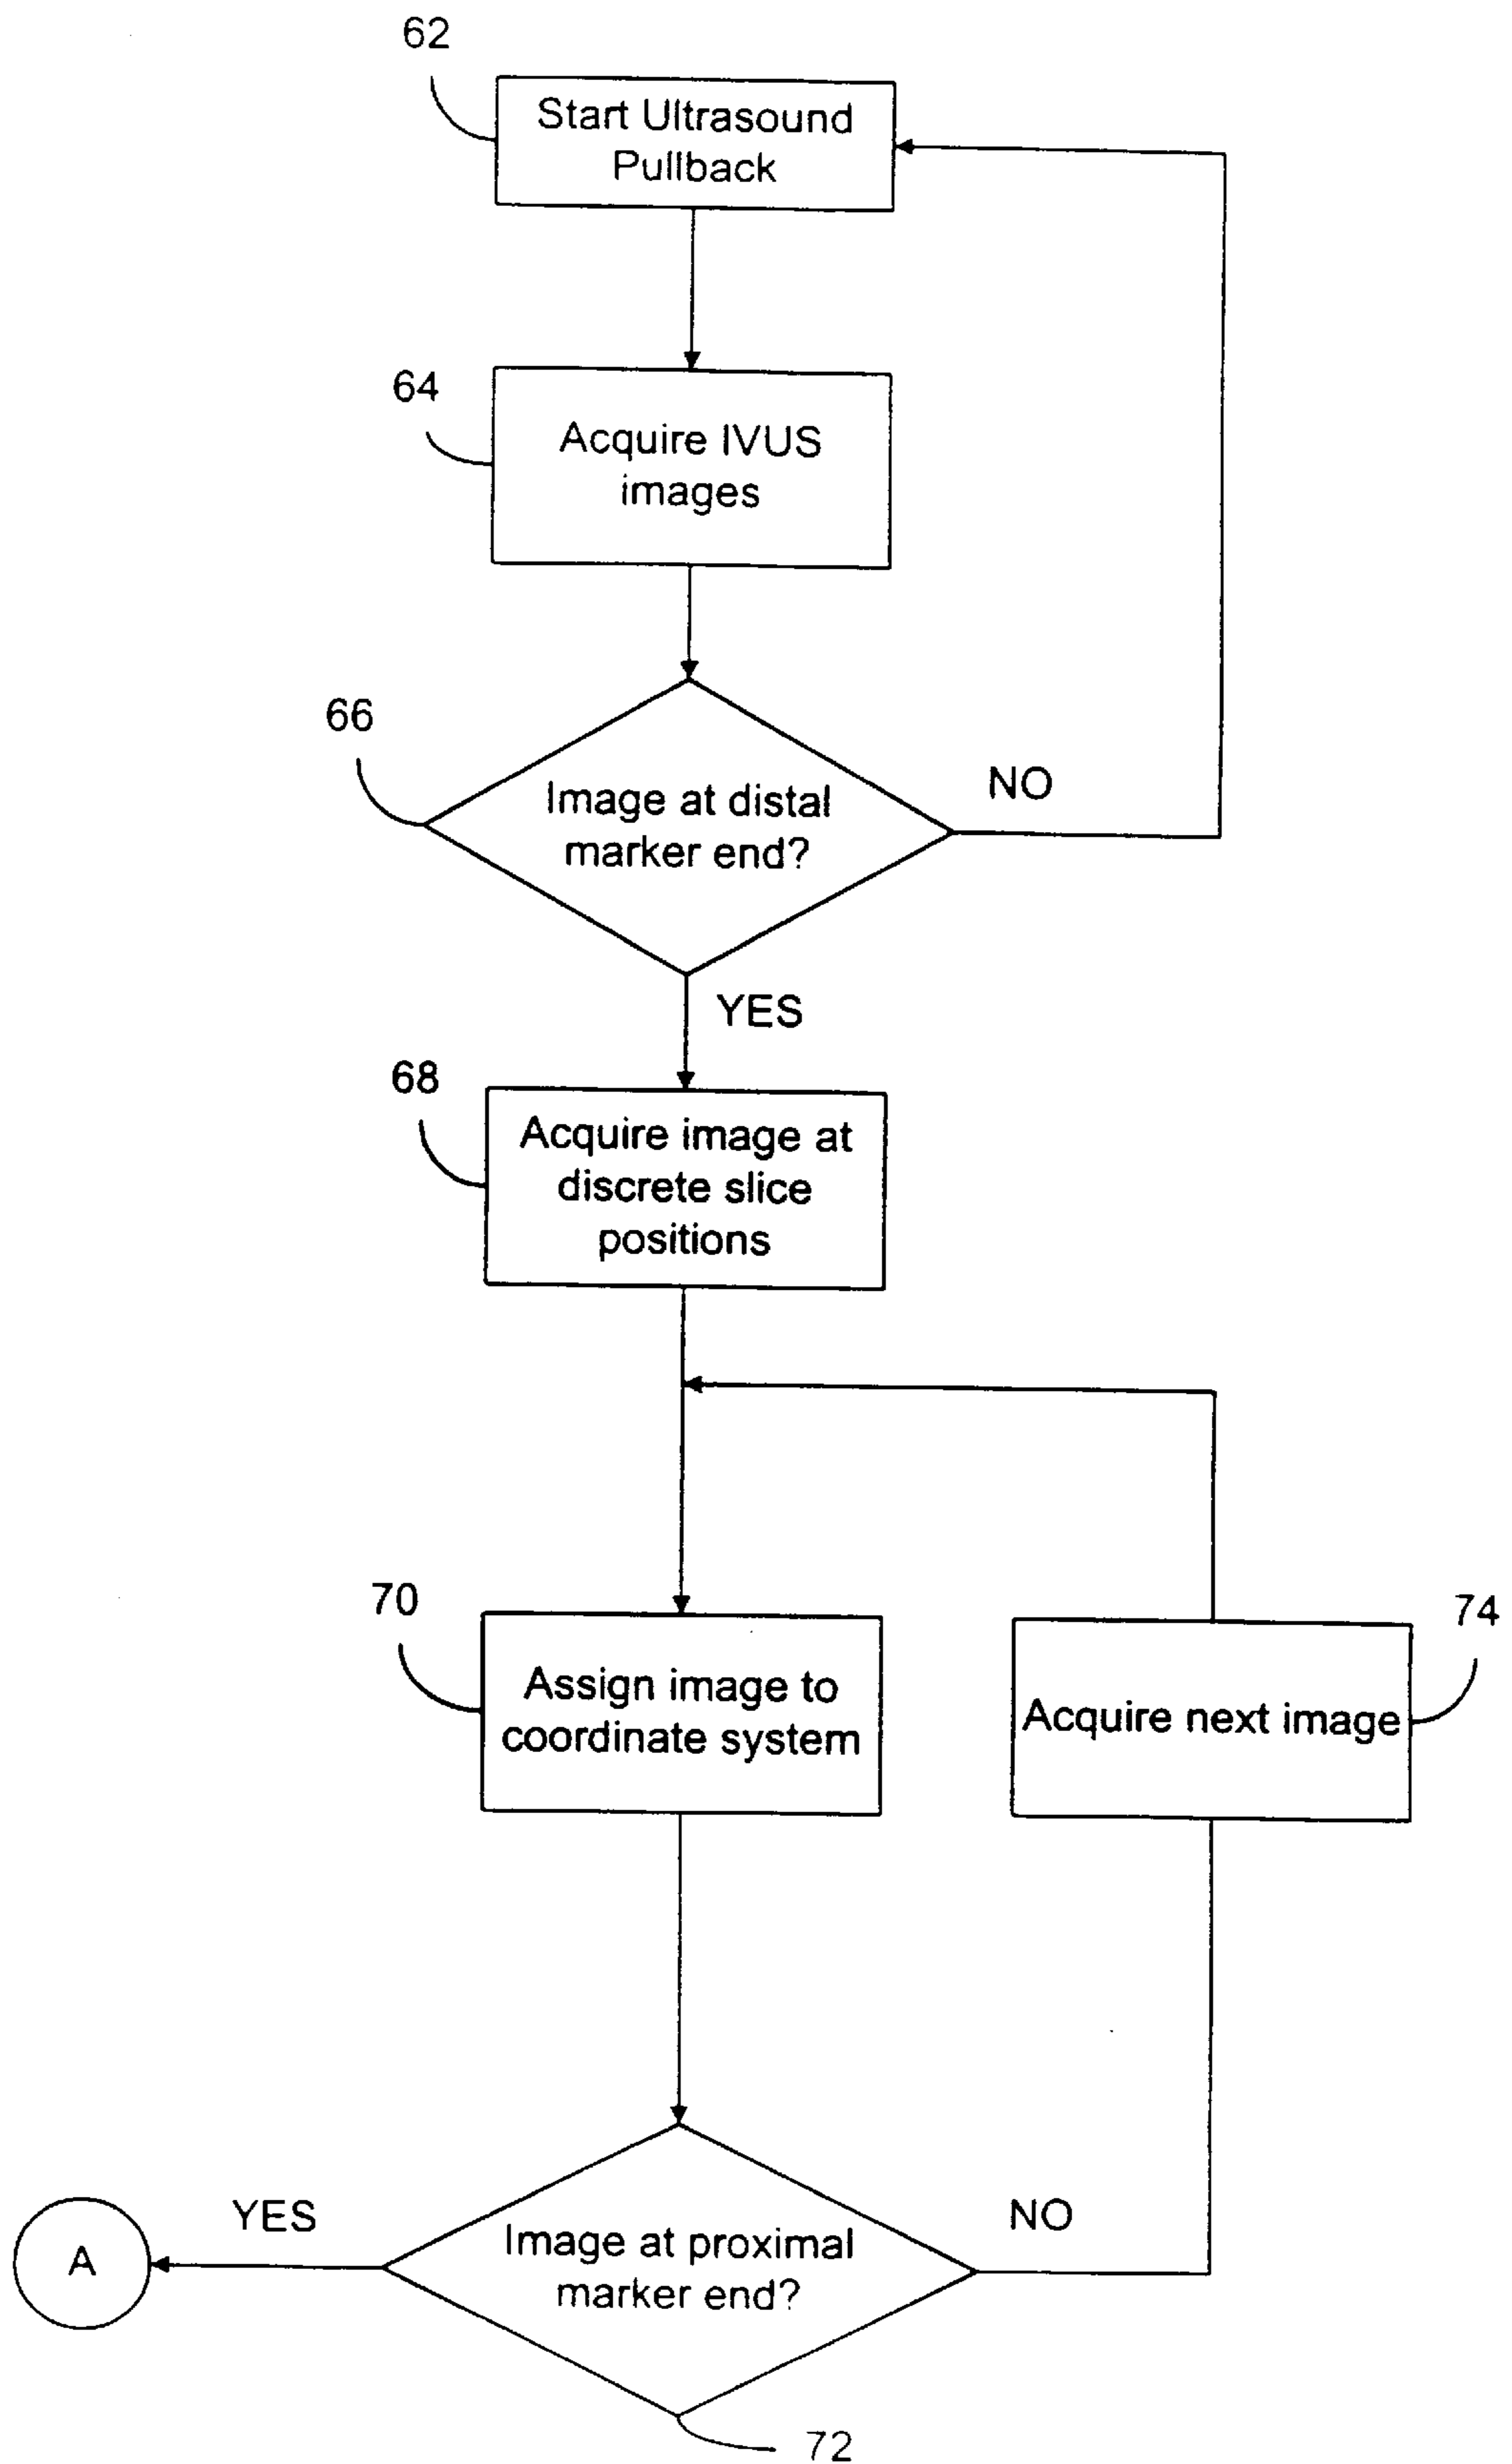 62
Start Ultrasound
Pullback
64
Acquire IVUS
images
66
Image at distal
marker end?
NO
YES
68
Acquire image at
discrete slice
positions
70
Assign image to
coordinate system
74
Acquire next image
YES
A
Image at proximal
marker end?
NO
72